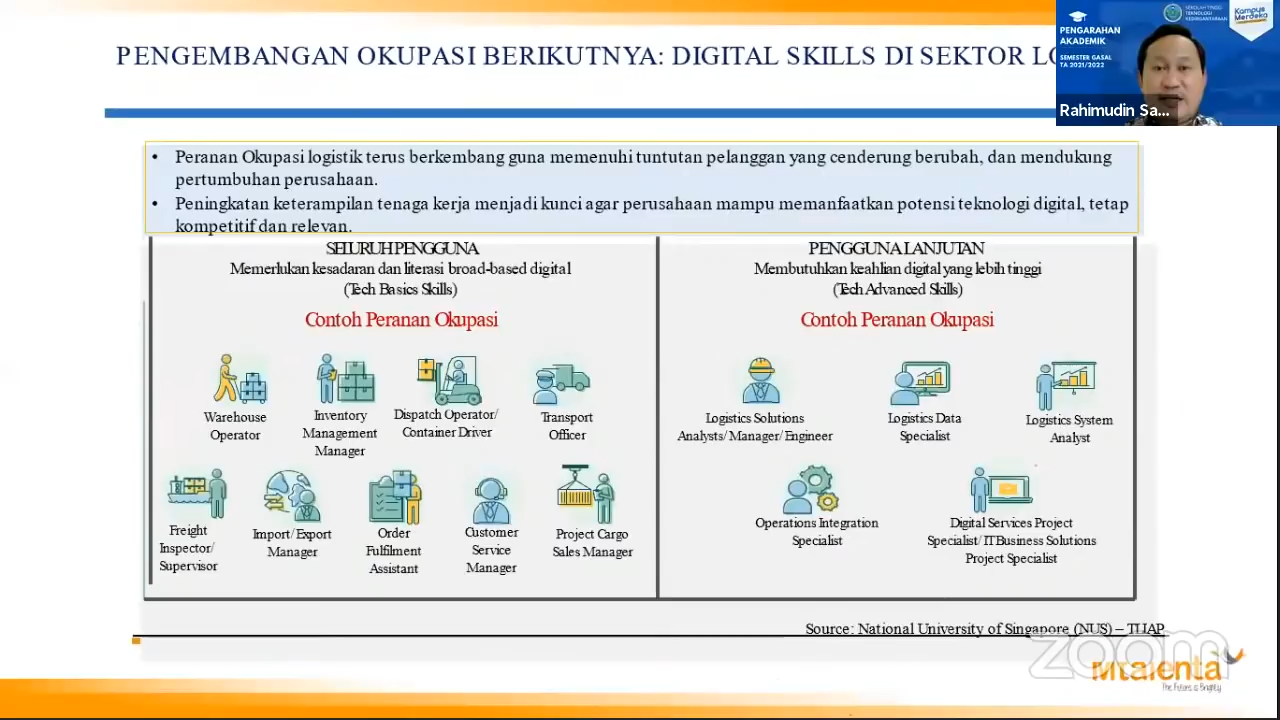 PENGEMBANGAN OKUPASI BERIKUTNYA: DIGITAL SKILLS DI SEKTOR
PENGARAHAN
AKADEMIK
SEMESTER GASAL
TA 2021/2022
SEKOLAH TINGGI
TEKNOLOGI
KEDIRGANTARAAN
Kampus
Merdeka
Rahimudin Sa...
• Peranan Okupasi logistik terus berkembang guna memenuhi tuntutan pelanggan yang cenderung berubah, dan mendukung
pertumbuhan perusahaan.
• Peningkatan keterampilan tenaga kerja menjadi kunci agar perusahaan mampu memanfaatkan potensi teknologi digital, tetap
kompetitif dan relevan.
SELURUH PENGGUNA
Memerlukan kesadaran dan literasi broad-based digital
(Tech Basics Skills)
Contoh Peranan Okupasi
Warehouse
Operator
Inventory
Management
Manager
Dispatch Operator/
Container Driver
Transport
Officer
Freight
Inspector/
Supervisor
Import/Export
Manager
Order
Fulfilment
Assistant
Customer
Service
Manager
Project Cargo
Sales Manager
PENGGUNA LANJUTAN
Membutuhkan keahlian digital yang lebih tinggi
(Tech Advanced Skills)
Contoh Peranan Okupasi
Logistics Solutions
Analysts/Manager/Engineer
Logistics Data
Specialist
Logistics System
Analyst
Operations Integration
Specialist
Digital Services Project
Specialist/ITBusiness Solutions
Project Specialist
Source: National University of Singapore (NUS) – TLIAP
zoom
Mtalenta
The Future is Brightly